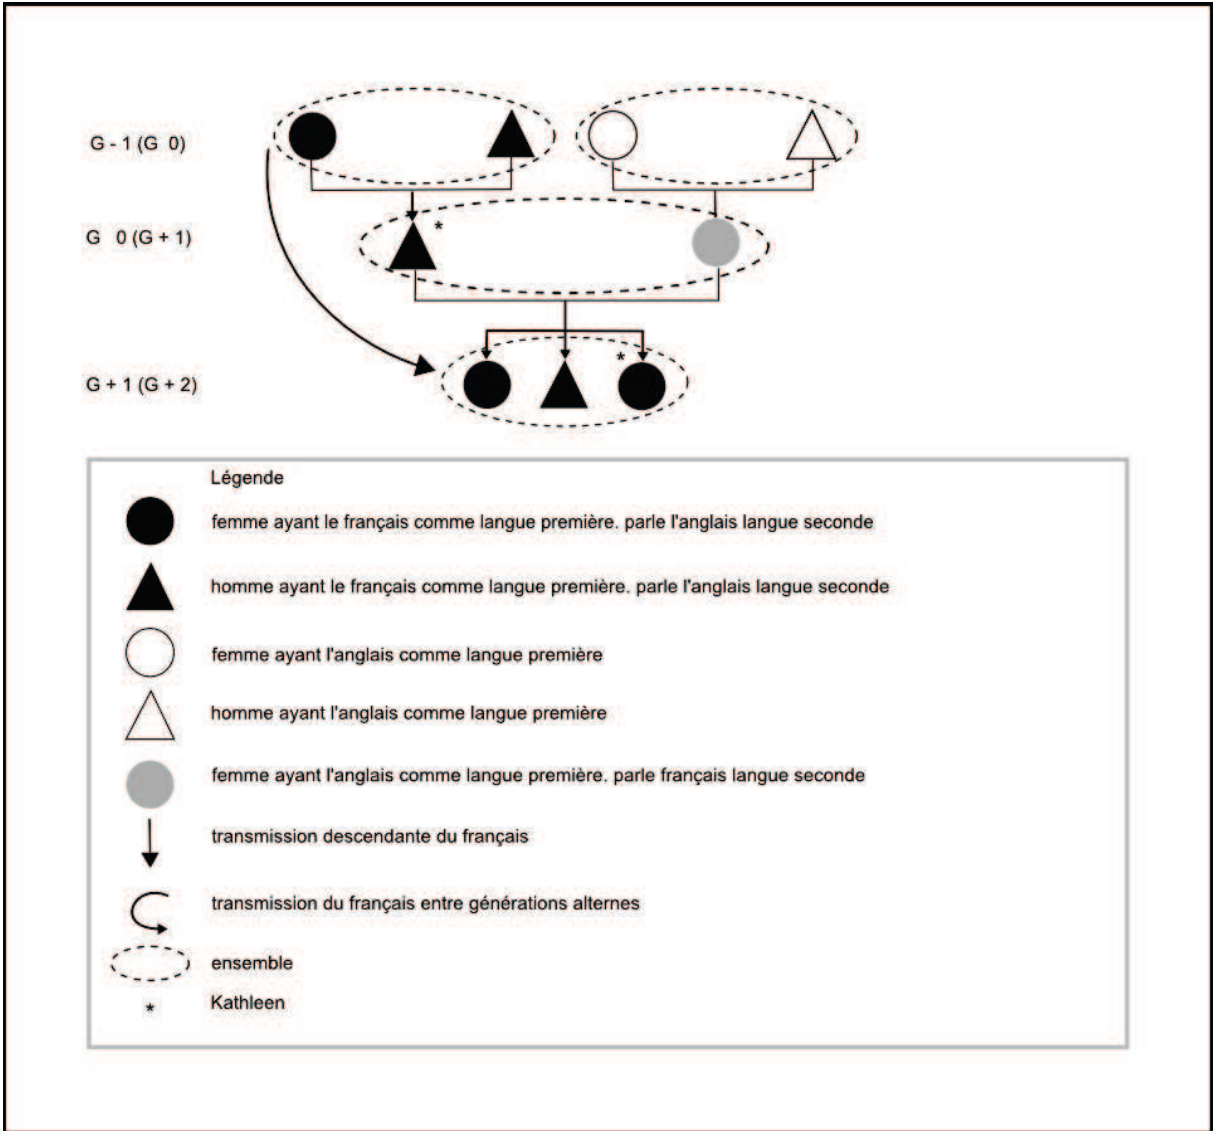 G - 1 (G 0)
*
G 0 (G + 1)
*
G + 1 (G + 2)
Légende
femme ayant le français comme langue première. parle l'anglais langue seconde
homme ayant le français comme langue première. parle l'anglais langue seconde
femme ayant l'anglais comme langue première
homme ayant l'anglais comme langue première
femme ayant l'anglais comme langue première. parle français langue seconde
transmission descendante du français
transmission du français entre générations alternes
ensemble
* Kathleen